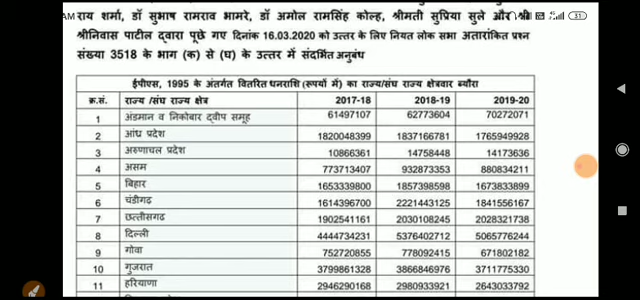 राय शर्मा, डॉ सुभाष रामराव भामरे, डॉ अमोल रामसिंह कोल्हे, श्रीमती सुप्रिया सुले और श्री
श्रीनिवास पाटील द्वारा पूछे गए दिनांक 16.03.2020 को उत्तर के लिए नियत लोक सभा अतारांकित प्रश्न
संख्या 3518 के भाग (क) से (घ) के उत्तर में संदर्भित अनुबंध
ईपीएस, 1995 के अंतर्गत वितरित धनराशि (रूपयों में) का राज्य/संघ राज्य क्षेत्रवार ब्यौरा
क्र.सं. राज्य /संघ राज्य क्षेत्र 2017-18 2018-19 2019-20
1 अंडमान व निकोबार द्वीप समूह 61497107 62773604 70272071
2 आंध्र प्रदेश 1820048399 1837166781 1765949928
3 अरुणाचल प्रदेश 10866361 14758448 14173636
4 असम 773713407 932873353 880834211
5 बिहार 1653339800 1857398598 1673833899
6 चंडीगढ़ 1614396700 2221443125 1841556167
7 छत्तीसगढ़ 1902541161 2030108245 2028321738
8 दिल्ली 4444734231 5376402712 5065776244
9 गोवा 752720855 778092415 671802182
10 गुजरात 3799861328 3866846976 3711775330
11 हरियाणा 2946290168 2980933921 2643033792